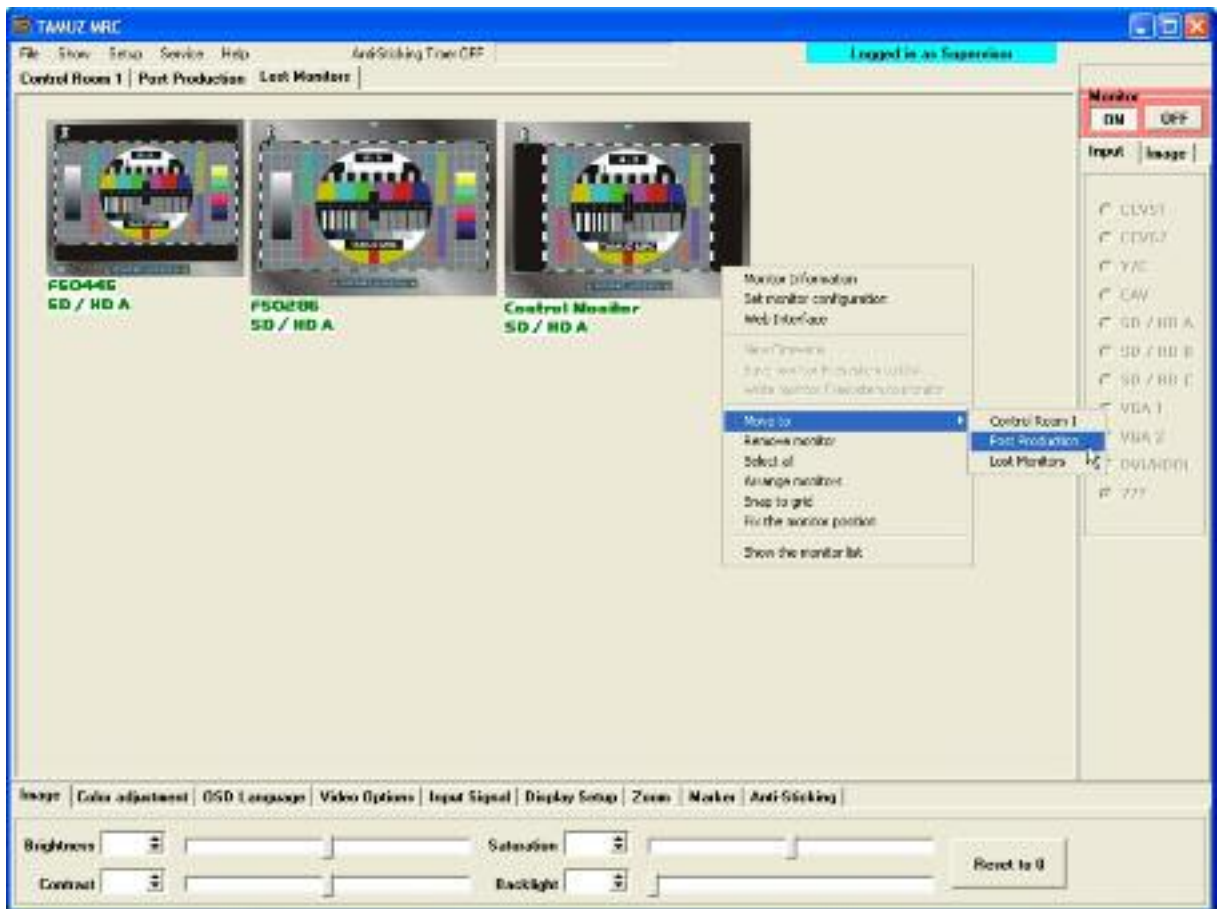 TAMUZ MRC
File Show Setup Service Help Anti-Sticking Timer OFF Logged in as Supervisor
Control Room 1 Post Production Lost Monitors
Monitor
ON OFF
Input Image
CCVS1
CCVS2
Y/C
CAV
SD / HD A
SD / HD B
SD / HD C
VGA 1
VGA 2
DVI/HDMI
???
FS0446
SD / HD A
FS0286
SD / HD A
Control Monitor
SD / HD A
Monitor Information
Set monitor configuration
Web Interface
Move to
Remove monitor
Select all
Arrange monitors
Snap to grid
Fix the monitor position
Show the monitor list
Control Room 1
Post Production
Lost Monitors
Image Color adjustment OSD Language Video Options Input Signal Display Setup Zoom Marker Anti-Sticking
Brightness Saturation
Contrast Backlight
Reset to 0